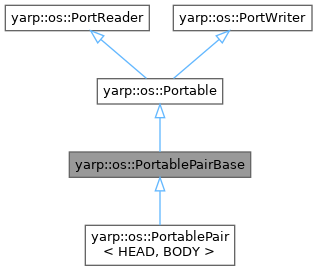 yarp::os::PortReader
yarp::os::PortWriter
yarp::os::Portable
yarp::os::PortablePairBase
yarp::os::PortablePair
< HEAD, BODY >